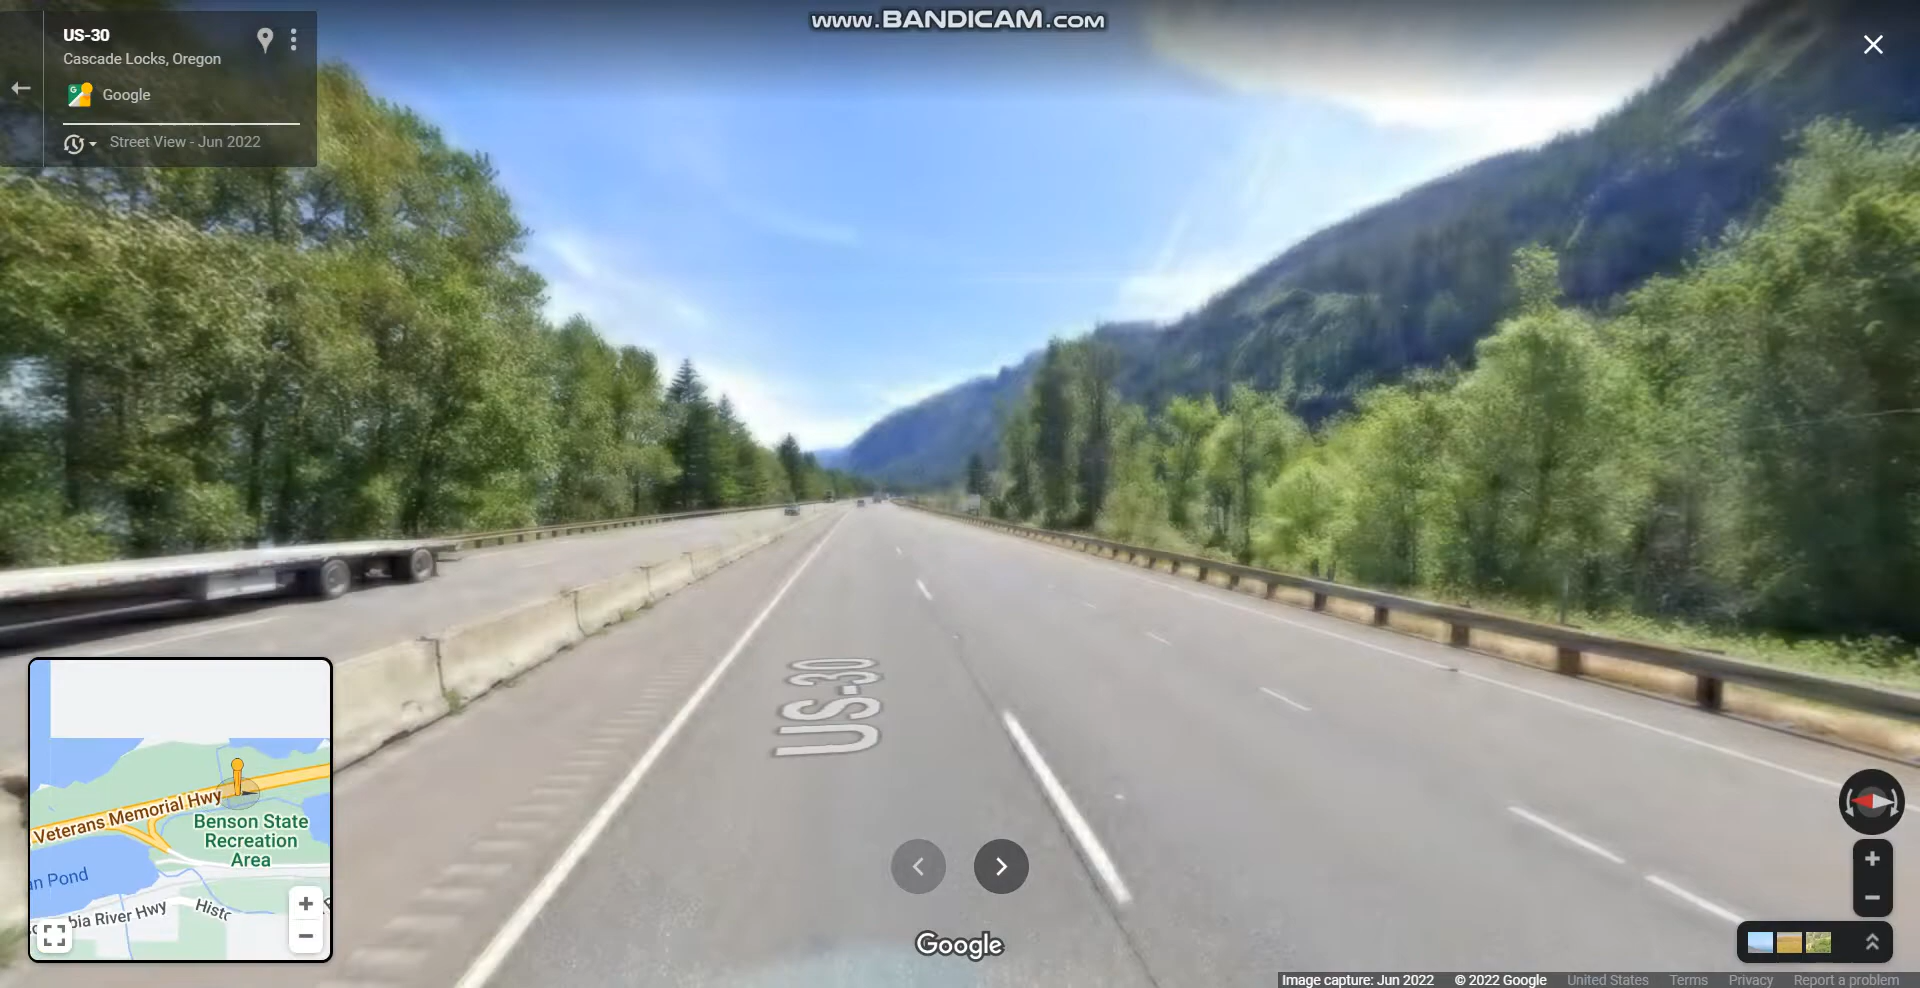 www.BANDICAM.com
US-30
Cascade Locks, Oregon
Google
Street View - Jun 2022
US-30
Veterans Memorial Hwy
Benson State
Recreation
Area
n Pond
bia River Hwy
Histc
Google
Image capture: Jun 2022 © 2022 Google United States Terms Privacy Report a problem